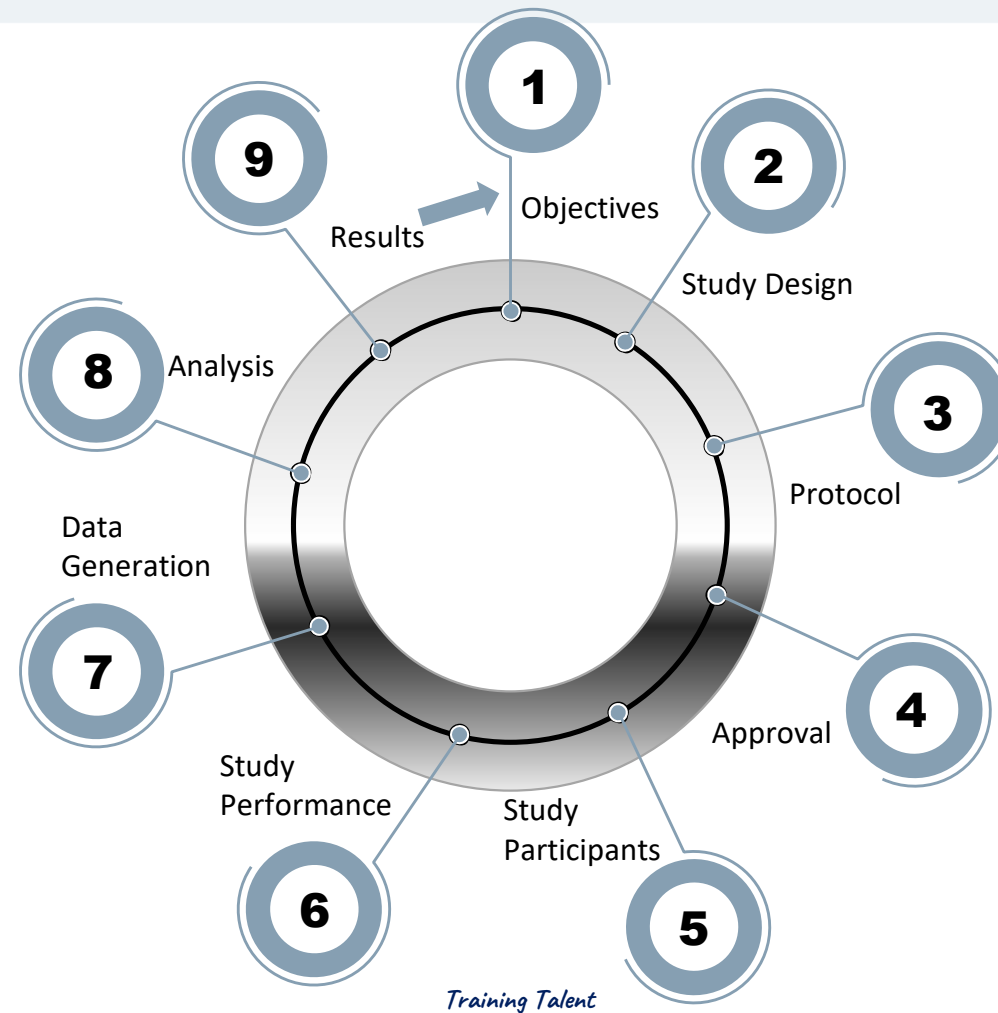 1
Objectives
2
Study Design
3
Protocol
4
Approval
5
Study
Participants
6
Study
Performance
7
Data
Generation
8
Analysis
9
Results
Training Talent